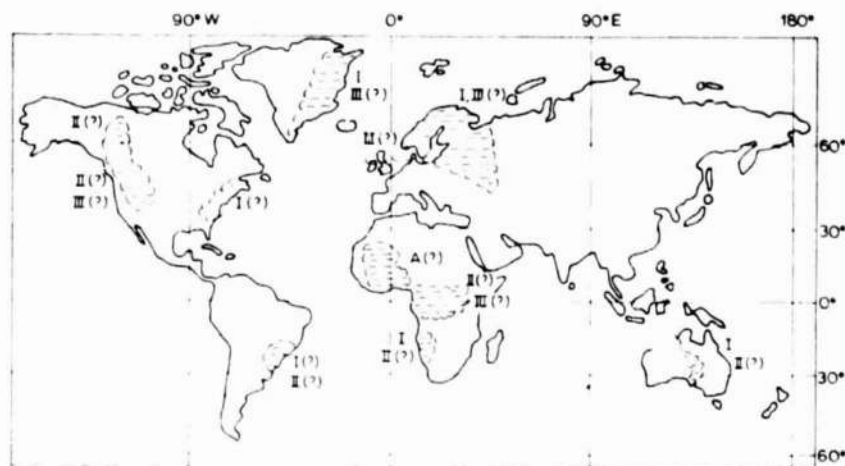 90° W 0° 90° E 180°
I
III (?)
I, III (?)
II (?)
III (?)
60°
II (?)
III (?)
I (?)
30°
A (?)
II (?)
III (?)
0°
I
II (?)
I
II (?)
I (?)
II (?)
30°
60°